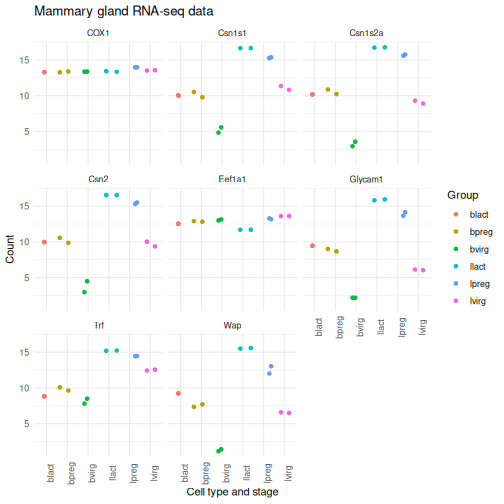 Mammary gland RNA-seq data
COX1 Csn1s1 Csn1s2a
15
10
5
Csn2 Eef1a1 Glycam1
15
10
5
Trf Wap
15
10
5
blact bpreg bvirg llact lpreg lvirg
blact bpreg bvirg llact lpreg lvirg
blact bpreg bvirg llact lpreg lvirg
Count
Cell type and stage
Group
blact
bpreg
bvirg
llact
lpreg
lvirg